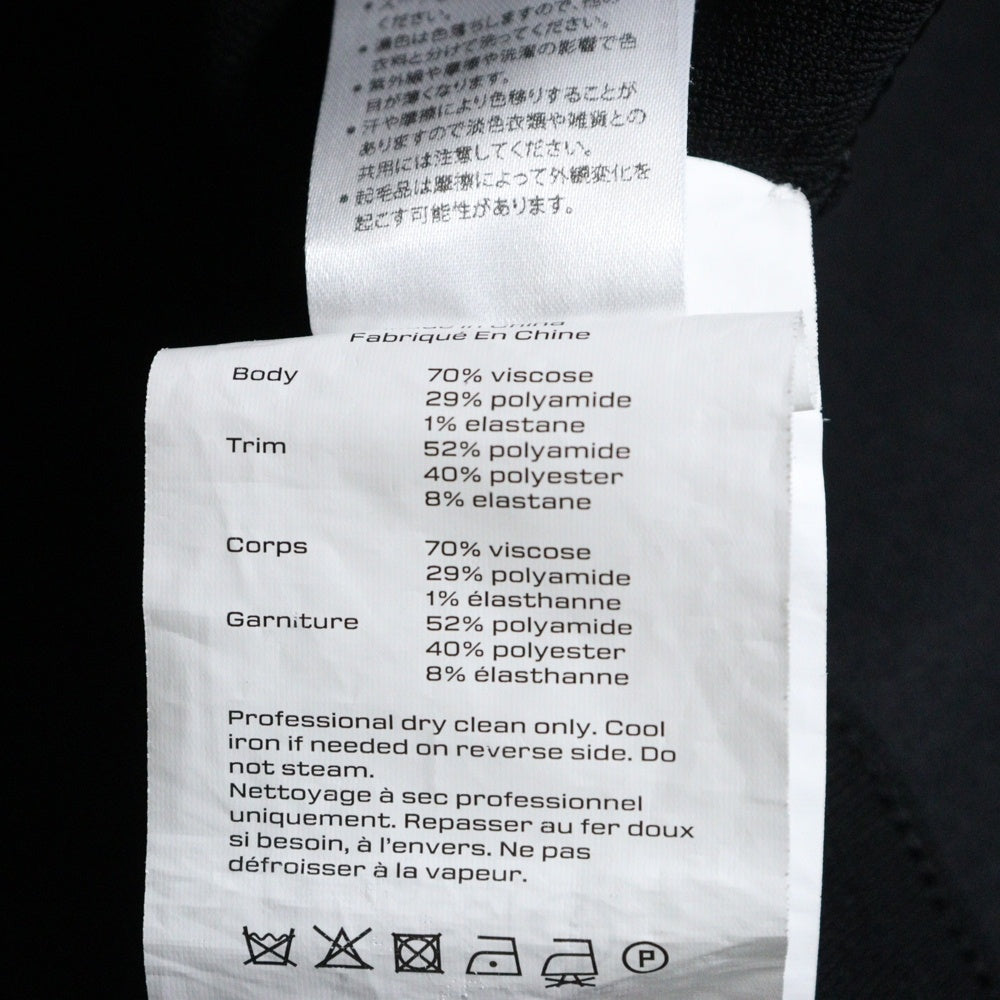 ください。
• 濃色は色落ちしますので、他の
衣料と分けて洗ってください。
• 紫外線や摩擦や洗濯の影響で色
目が薄くなります。
• 汗や摩擦により色移りすることが
ありますので淡色衣類や雑貨との
共用には注意してください。
• 起毛品は摩擦によって外観変化を
起こす可能性があります。
Fabriqué En Chine
Body 70% viscose
29% polyamide
1% elastane
Trim 52% polyamide
40% polyester
8% elastane
Corps 70% viscose
29% polyamide
1% élasthanne
Garniture 52% polyamide
40% polyester
8% élasthanne
Professional dry clean only. Cool
iron if needed on reverse side. Do
not steam.
Nettoyage à sec professionnel
uniquement. Repasser au fer doux
si besoin, à l'envers. Ne pas
défroisser à la vapeur.
P